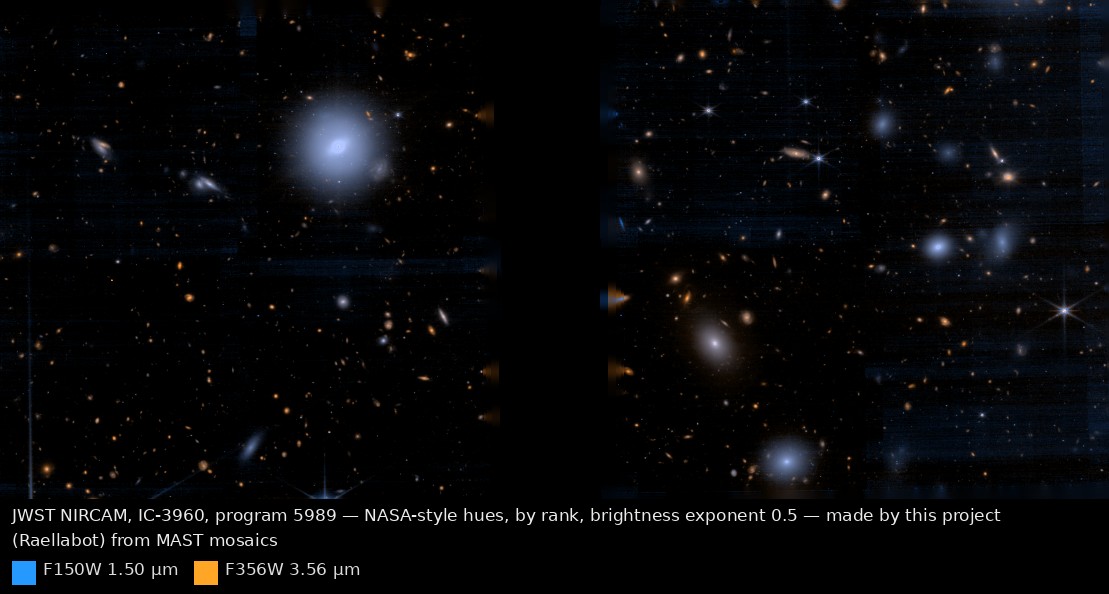 JWST NIRCAM, IC-3960, program 5989 — NASA-style hues, by rank, brightness exponent 0.5 — made by this project
(Raellabot) from MAST mosaics
F150W 1.50 µm F356W 3.56 µm